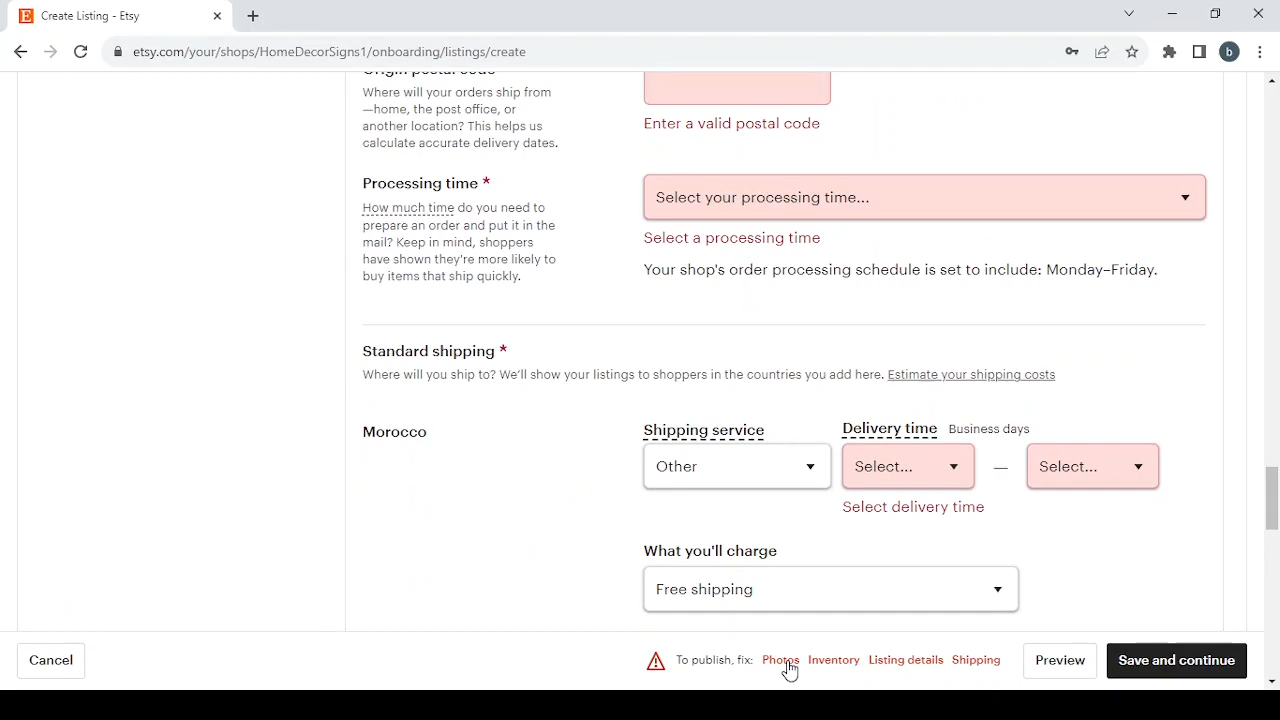 Create Listing - Etsy
etsy.com/your/shops/HomeDecorSigns1/onboarding/listings/create
b
Origin postal code
Where will your orders ship from
—home, the post office, or
another location? This helps us
calculate accurate delivery dates.
Enter a valid postal code
Processing time *
How much time do you need to
prepare an order and put it in the
mail? Keep in mind, shoppers
have shown they're more likely to
buy items that ship quickly.
Select your processing time...
Select a processing time
Your shop's order processing schedule is set to include: Monday–Friday.
Standard shipping *
Where will you ship to? We'll show your listings to shoppers in the countries you add here. Estimate your shipping costs
Morocco
Shipping service
Delivery time Business days
Other
Select... — Select...
Select delivery time
What you'll charge
Free shipping
Cancel
To publish, fix: Photos Inventory Listing details Shipping
Preview
Save and continue